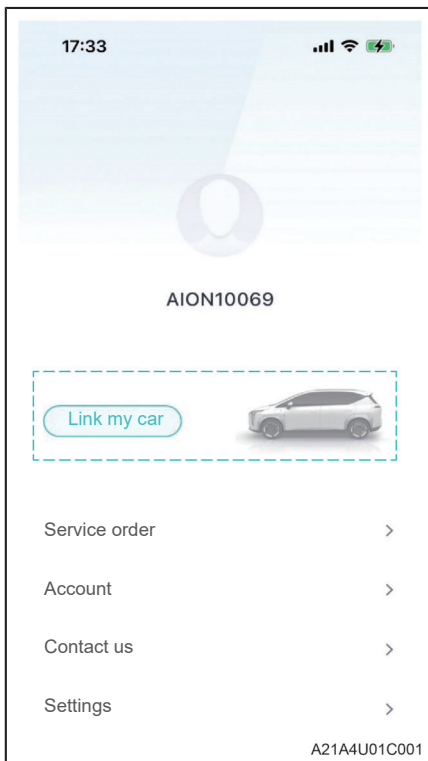 17:33
AION10069
Link my car
Service order
Account
Contact us
Settings
A21A4U01C001